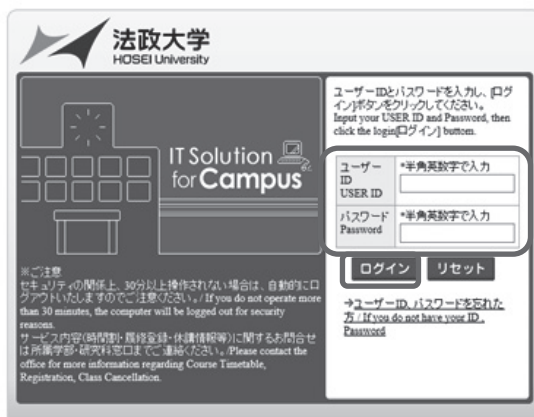 法政大学
HOSEI University
IT Solution
for Campus
※ご注意
セキュリティの関係上、30分以上操作されない場合は、自動的にロ
グアウトいたしますのでご注意ください。/ If you do not operate more
than 30 minutes, the computer will be logged out for security
reasons.
サービス内容(時間割・履修登録・休講情報等)に関するお問合せ
は所属学部・研究科窓口までご連絡ください。/Please contact the
office for more information regarding Course Timetable,
Registration, Class Cancellation.
ユーザーIDとパスワードを入力し、[ログ
イン]ボタンをクリックしてください。
Input your USER ID and Password, then
click the login[ログイン] buttom.
ユーザー
ID
USER ID
*半角英数字で入力
パスワード
Password
*半角英数字で入力
ログイン リセット
→ユーザーID、パスワードを忘れた
方 / If you do not have your ID ,
Password